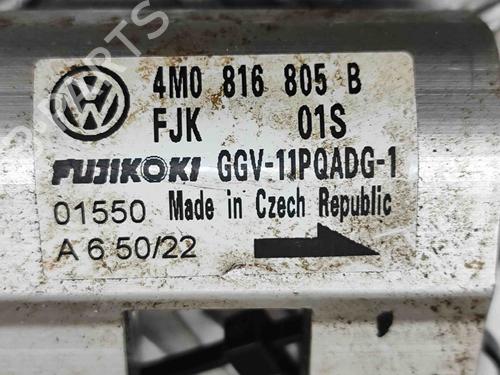 4M0 816 805 B
FJK 01S
FUJIKOKI GGV-11PQADG-1
01550 Made in Czech Republic
A 6 50/22